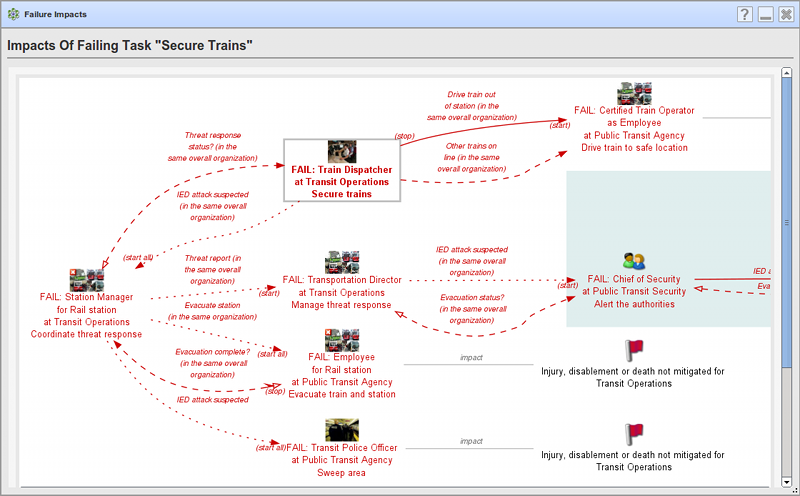 Failure Impacts
Impacts Of Failing Task "Secure Trains"
Drive train out
of station (in the
same overall
organization)
(stop)
(start)
FAIL: Certified Train Operator
as Employee
at Public Transit Agency
Drive train to safe location
Threat response
status? (in the
same overall
organization)
Other trains on
line (in the same
overall
organization)
FAIL: Train Dispatcher
at Transit Operations
Secure trains
IED attack suspected
(in the same overall
organization)
(start all)
Threat report (in
the same overall
organization)
(start)
FAIL: Station Manager
for Rail station
at Transit Operations
Coordinate threat response
FAIL: Transportation Director
at Transit Operations
Manage threat response
IED attack suspected
(in the same overall
organization)
(start)
FAIL: Chief of Security
at Public Transit Security
Alert the authorities
IED a
Eva
Evacuate station
(in the same overall
organization)
(start all)
Evacuation status?
(in the same overall
organization)
Evacuation complete?
(in the same overall
organization)
(stop)
FAIL: Employee
for Rail station
at Public Transit Agency
Evacuate train and station
impact
Injury, disablement or death not mitigated for
Transit Operations
IED attack suspected
(start all)
FAIL: Transit Police Officer
at Public Transit Agency
Sweep area
impact
Injury, disablement or death not mitigated for
Transit Operations